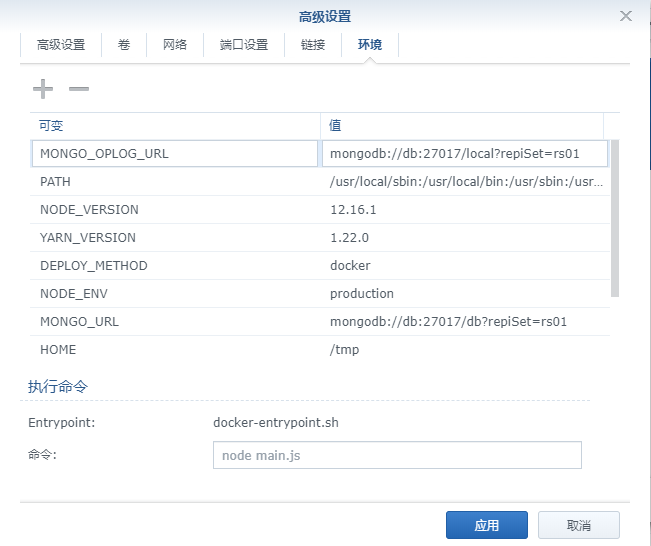 高级设置
高级设置 卷 网络 端口设置 链接 环境
可变 值
MONGO_OPLOG_URL mongodb://db:27017/local?repiSet=rs01
PATH /usr/local/sbin:/usr/local/bin:/usr/sbin:/usr...
NODE_VERSION 12.16.1
YARN_VERSION 1.22.0
DEPLOY_METHOD docker
NODE_ENV production
MONGO_URL mongodb://db:27017/db?repiSet=rs01
HOME /tmp
执行命令
Entrypoint: docker-entrypoint.sh
命令: node main.js
应用 取消